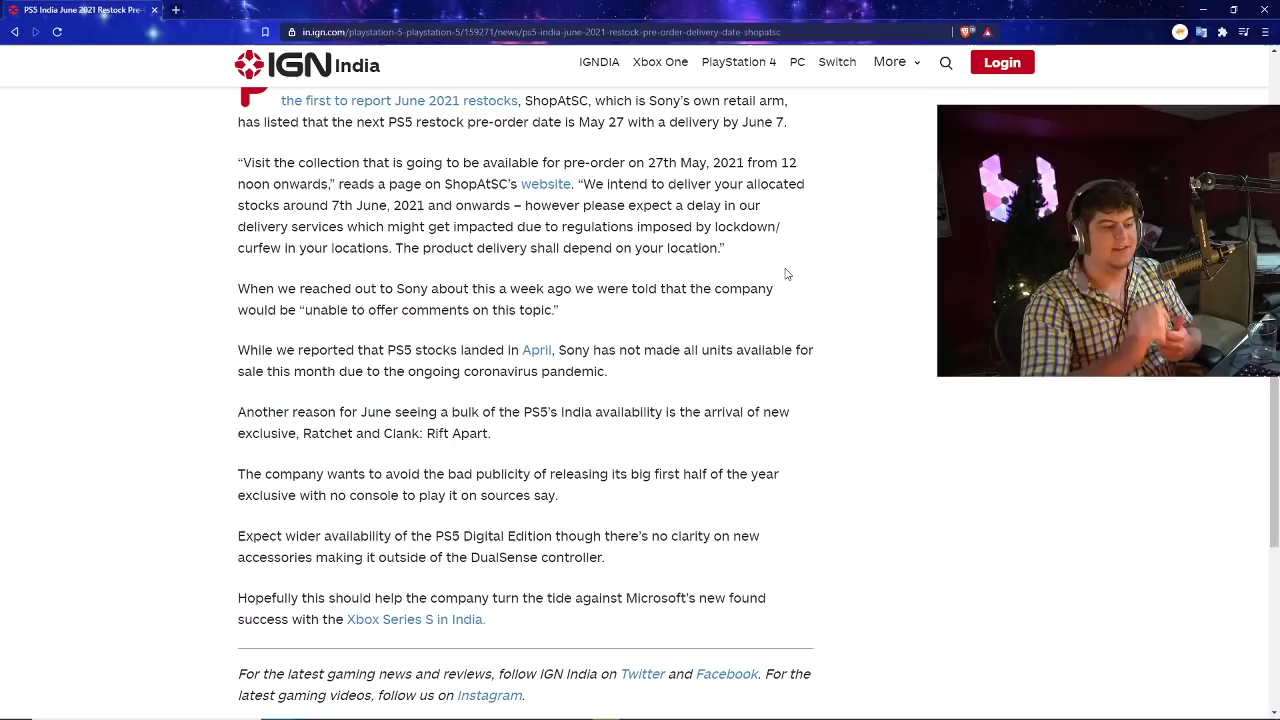 PS5 India June 2021 Restock Pre-
in.ign.com/playstation-5-playstation-5/159271/news/ps5-india-june-2021-restock-pre-order-delivery-date-shopatsc
IGN India
IGNDIA Xbox One PlayStation 4 PC Switch More Login
P the first to report June 2021 restocks, ShopAtSC, which is Sony's own retail arm,
has listed that the next PS5 restock pre-order date is May 27 with a delivery by June 7.
“Visit the collection that is going to be available for pre-order on 27th May, 2021 from 12
noon onwards,” reads a page on ShopAtSC's website. “We Intend to deliver your allocated
stocks around 7th June, 2021 and onwards – however please expect a delay in our
delivery services which might get impacted due to regulations imposed by lockdown/
curfew in your locations. The product delivery shall depend on your location.”
When we reached out to Sony about this a week ago we were told that the company
would be “unable to offer comments on this topic.”
While we reported that PS5 stocks landed in April, Sony has not made all units available for
sale this month due to the ongoing coronavirus pandemic.
Another reason for June seeing a bulk of the PS5's India availability is the arrival of new
exclusive, Ratchet and Clank: Rift Apart.
The company wants to avoid the bad publicity of releasing its big first half of the year
exclusive with no console to play it on sources say.
Expect wider availability of the PS5 Digital Edition though there's no clarity on new
accessories making it outside of the DualSense controller.
Hopefully this should help the company turn the tide against Microsoft's new found
success with the Xbox Series S in India.
For the latest gaming news and reviews, follow IGN India on Twitter and Facebook. For the
latest gaming videos, follow us on Instagram.